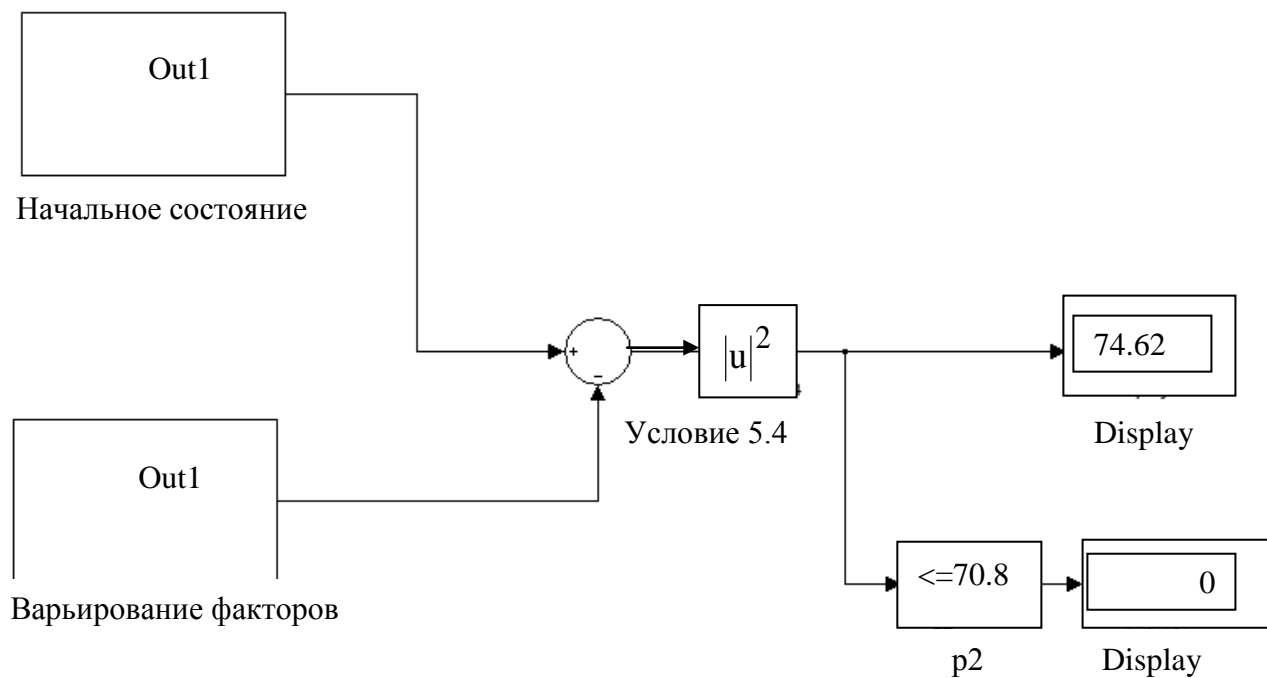 Out1
Начальное состояние
+
-
|u|²
Условие 5.4
74.62
Display
Out1
Варьирование факторов
<=70.8
p2
0
Display